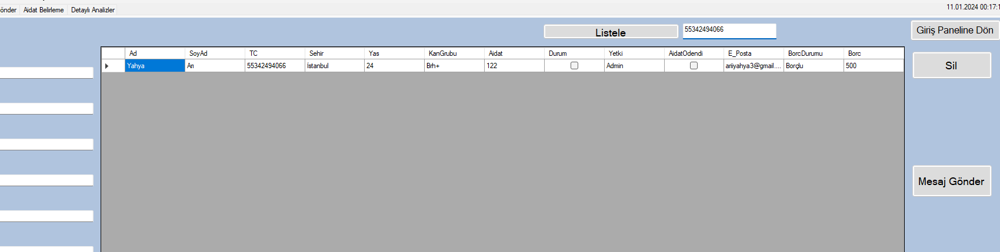 önder Aidat Belirleme Detaylı Analizler 11.01.2024 00:17:1
Listele 55342494066 Giriş Paneline Dön
Ad SoyAd TC Sehir Yas KanGrubu Aidat Durum Yetki AidatOdendi E_Posta BorcDurumu Borc
Yahya Arı 55342494066 İstanbul 24 Brh+ 122 Admin ariiyahya3@gmail.... Borçlu 500
Sil
Mesaj Gönder